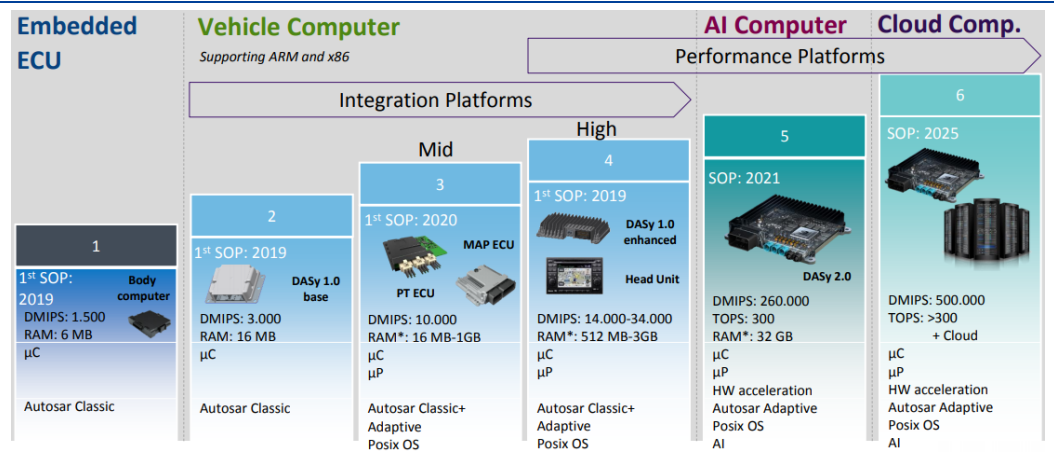 Embedded
ECU
Vehicle Computer
Supporting ARM and x86
AI Computer
Cloud Comp.
Performance Platforms
Integration Platforms
Mid
High
1
1st SOP:
2019
Body
computer
DMIPS: 1.500
RAM: 6 MB
µC
Autosar Classic
2
1st SOP: 2019
DASy 1.0
base
DMIPS: 3.000
RAM: 16 MB
µC
Autosar Classic
3
1st SOP: 2020
MAP ECU
PT ECU
DMIPS: 10.000
RAM*: 16 MB-1GB
µC
µP
Autosar Classic+
Adaptive
Posix OS
4
1st SOP: 2019
DASy 1.0
enhanced
Head Unit
DMIPS: 14.000-34.000
RAM*: 512 MB-3GB
µC
µP
Autosar Classic+
Adaptive
Posix OS
5
SOP: 2021
DASy 2.0
DMIPS: 260.000
TOPS: 300
RAM*: 32 GB
µC
µP
HW acceleration
Autosar Adaptive
Posix OS
AI
6
SOP: 2025
DMIPS: 500.000
TOPS: >300
+ Cloud
µC
µP
HW acceleration
Autosar Adaptive
Posix OS
AI